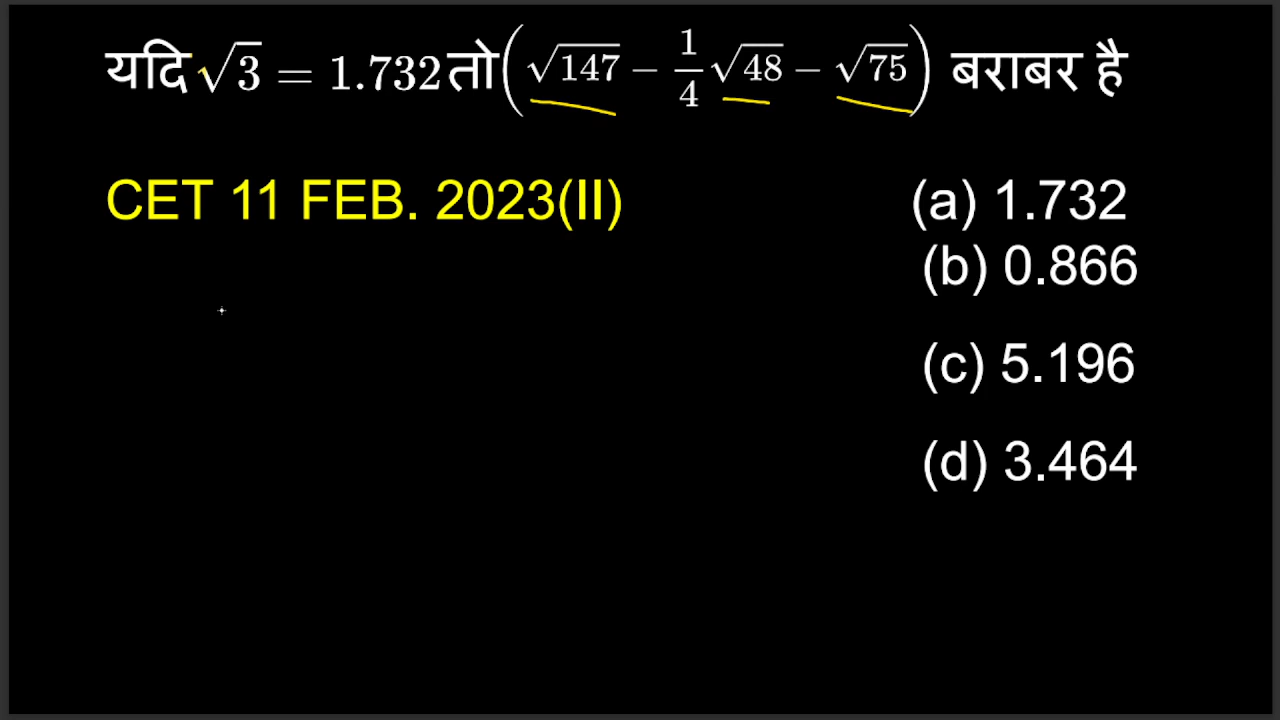 यदि √3 = 1.732 तो (√147 − 1/4 √48 − √75) बराबर है
CET 11 FEB. 2023(II)
(a) 1.732
(b) 0.866
(c) 5.196
(d) 3.464